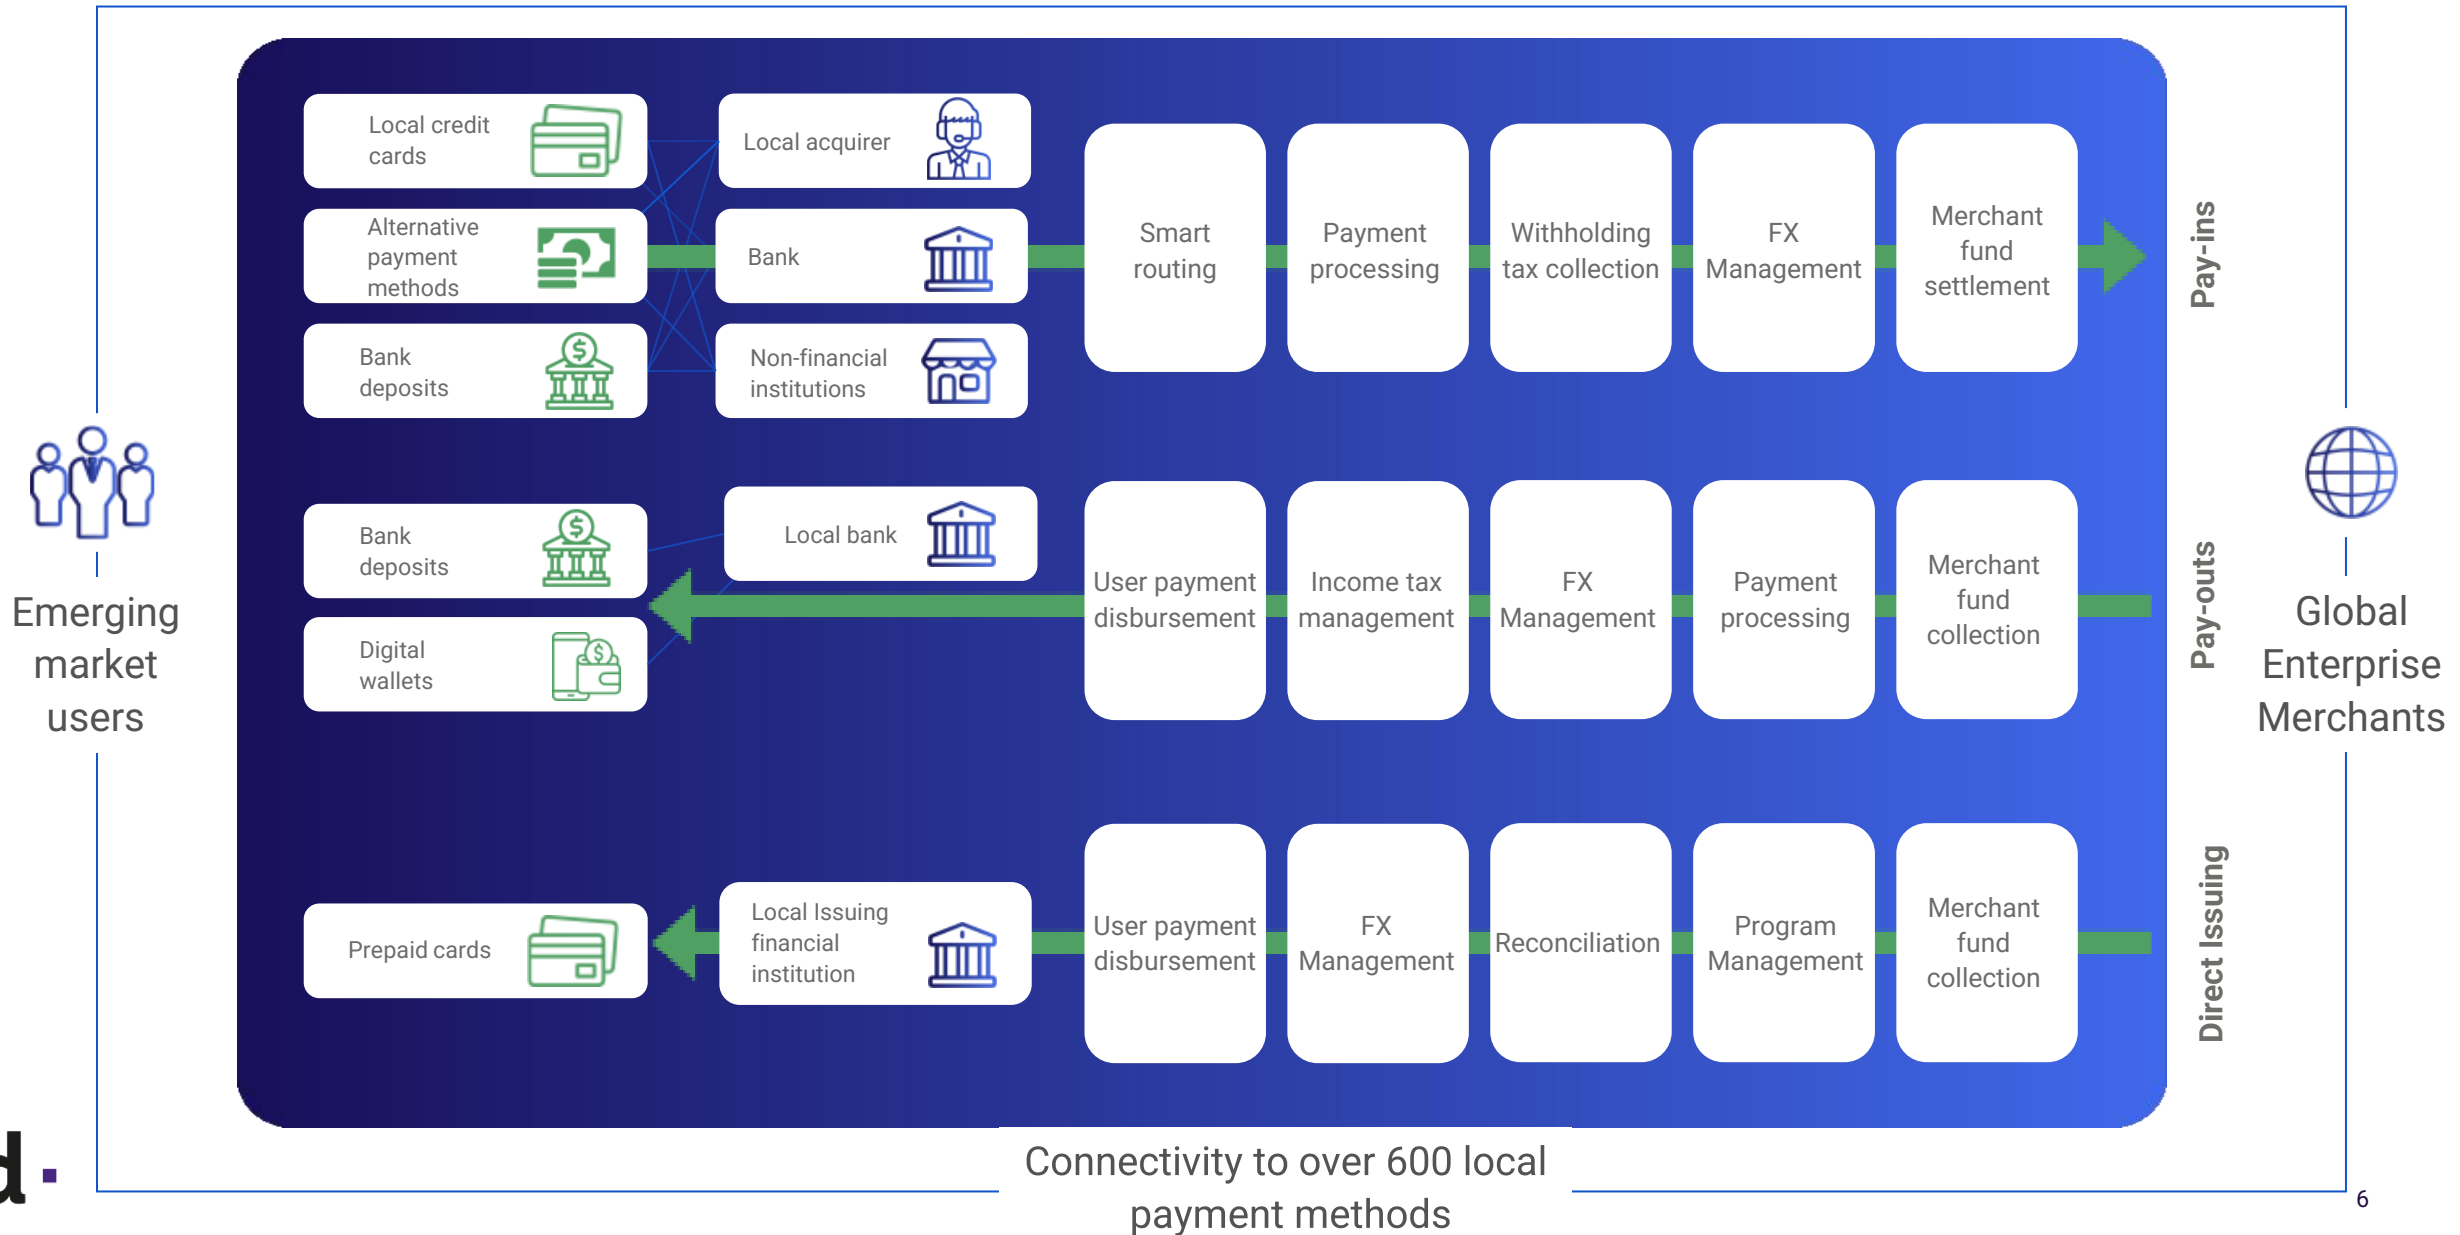 Local credit
cards
Local acquirer
Alternative
payment
methods
Bank
Bank
deposits
Non-financial
institutions
Smart
routing
Payment
processing
Withholding
tax collection
FX
Management
Merchant
fund
settlement
Pay-ins
Emerging
market
users
Bank
deposits
Local bank
Digital
wallets
User payment
disbursement
Income tax
management
FX
Management
Payment
processing
Merchant
fund
collection
Pay-outs
Global
Enterprise
Merchants
Prepaid cards
Local Issuing
financial
institution
User payment
disbursement
FX
Management
Reconciliation
Program
Management
Merchant
fund
collection
Direct Issuing
Connectivity to over 600 local
payment methods
d.
6